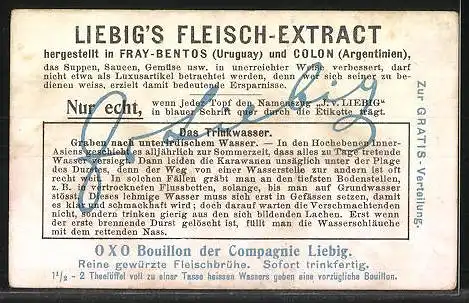 LIEBIG'S FLEISCH-EXTRACT
hergestellt in FRAY-BENTOS (Uruguay) und COLON (Argentinien),
das Suppen, Saucen, Gemüse usw. in unerreichter Weise verbessert, darf
nicht etwa als Luxusartikel betrachtet werden, denn wer sich seiner zu be-
dienen weiss, erzielt damit bedeutende Ersparnisse.
Nur echt, wenn jeder Topf den Namenszug „J. v. LIEBIG"
in blauer Schrift quer durch die Etikette trägt.
J. v. Liebig
Das Trinkwasser.
Graben nach unterirdischem Wasser. — In den Hochebenen Inner-
Asiens geschieht es alljährlich zur Sommerzeit, dass alles zu Tage tretende
Wasser versiegt. Dann leiden die Karawanen unsäglich unter der Plage
des Durstes, denn der Weg von einer Wasserstelle zur andern ist oft
recht weit. In solchen Fällen gräbt man an den tiefsten Bodenstellen,
z. B. in eingetrockneten Flussbetten, solange, bis man auf Grundwasser
stösst. Dieses lehmige Wasser muss sich erst in Gefässen setzen, damit
es klar und schmackhaft wird; doch darauf warten die Verschmachtenden
nicht, sondern trinken gierig aus den sich bildenden Lachen. Erst wenn
der erste brennende Durst gelöscht ist, füllt man die Wasserschläuche
mit dem rettenden Nass.
OXO Bouillon der Compagnie Liebig.
Reine gewürzte Fleischbrühe. Sofort trinkfertig.
1½ - 2 Theelöffel voll zu einer Tasse heissen Wassers geben eine vorzügliche Bouillon.
Zur GRATIS-Verteilung.